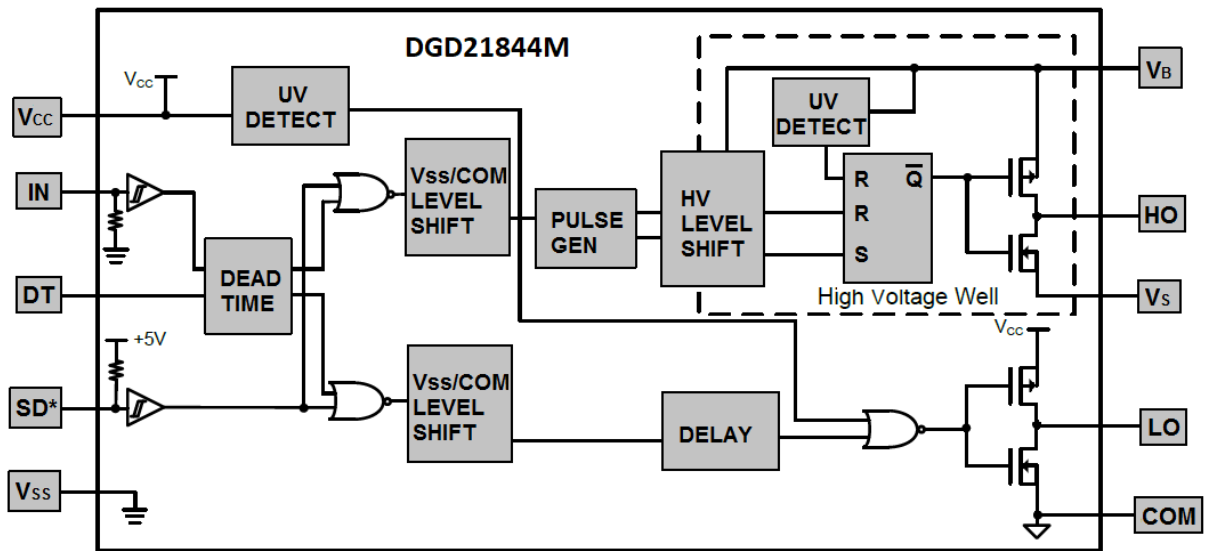 DGD21844M
VCC
VCC
UV
DETECT
VB
UV
DETECT
IN
Vss/COM
LEVEL
SHIFT
PULSE
GEN
HV
LEVEL
SHIFT
R
R
S
Q̅
HO
DT
DEAD
TIME
High Voltage Well
VS
VCC
+5V
SD*
Vss/COM
LEVEL
SHIFT
DELAY
LO
VSS
COM